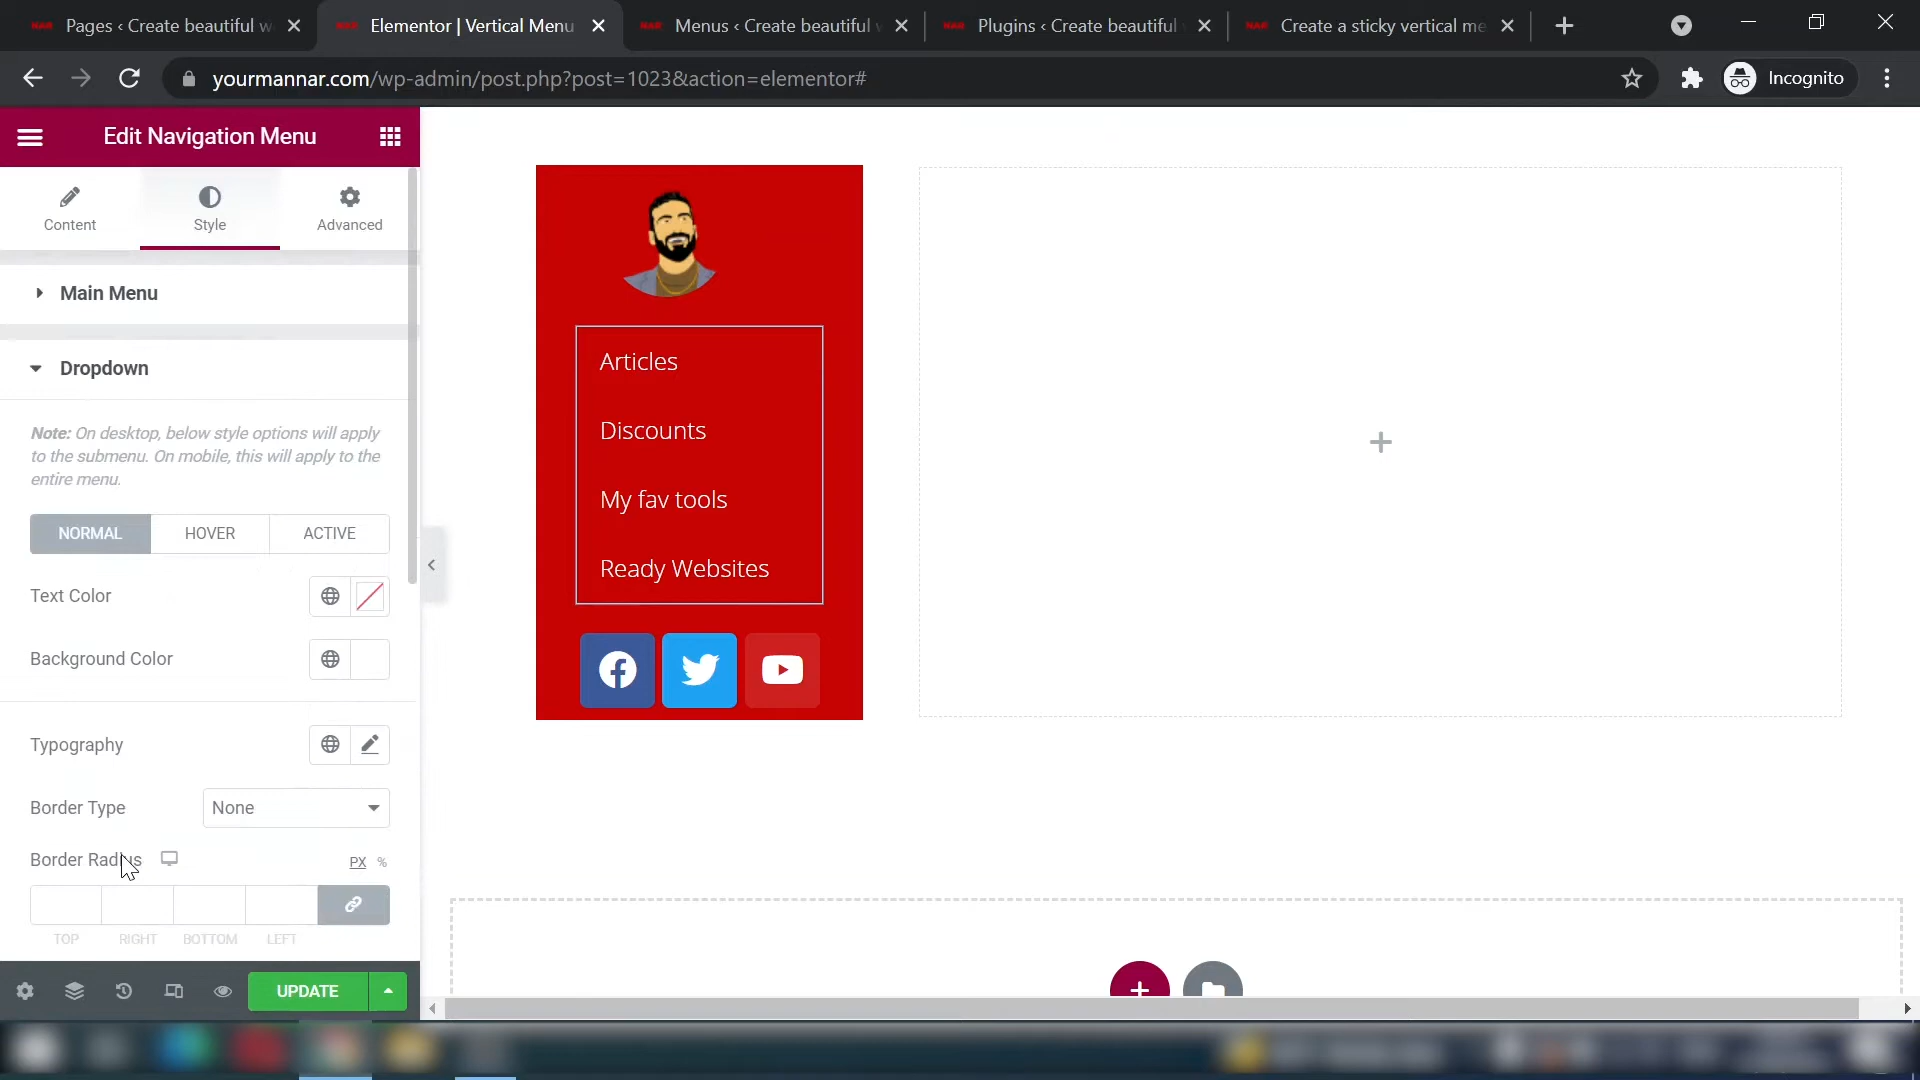 Pages ‹ Create beautiful w
Elementor | Vertical Menu
Menus ‹ Create beautiful
Plugins ‹ Create beautiful
Create a sticky vertical me
yourmannar.com/wp-admin/post.php?post=1023&action=elementor#
Incognito
Edit Navigation Menu
Content
Style
Advanced
Main Menu
Dropdown
Note: On desktop, below style options will apply
to the submenu. On mobile, this will apply to the
entire menu.
NORMAL
HOVER
ACTIVE
Text Color
Background Color
Typography
Border Type
None
Border Radius
PX %
TOP
RIGHT
BOTTOM
LEFT
UPDATE
Articles
Discounts
My fav tools
Ready Websites